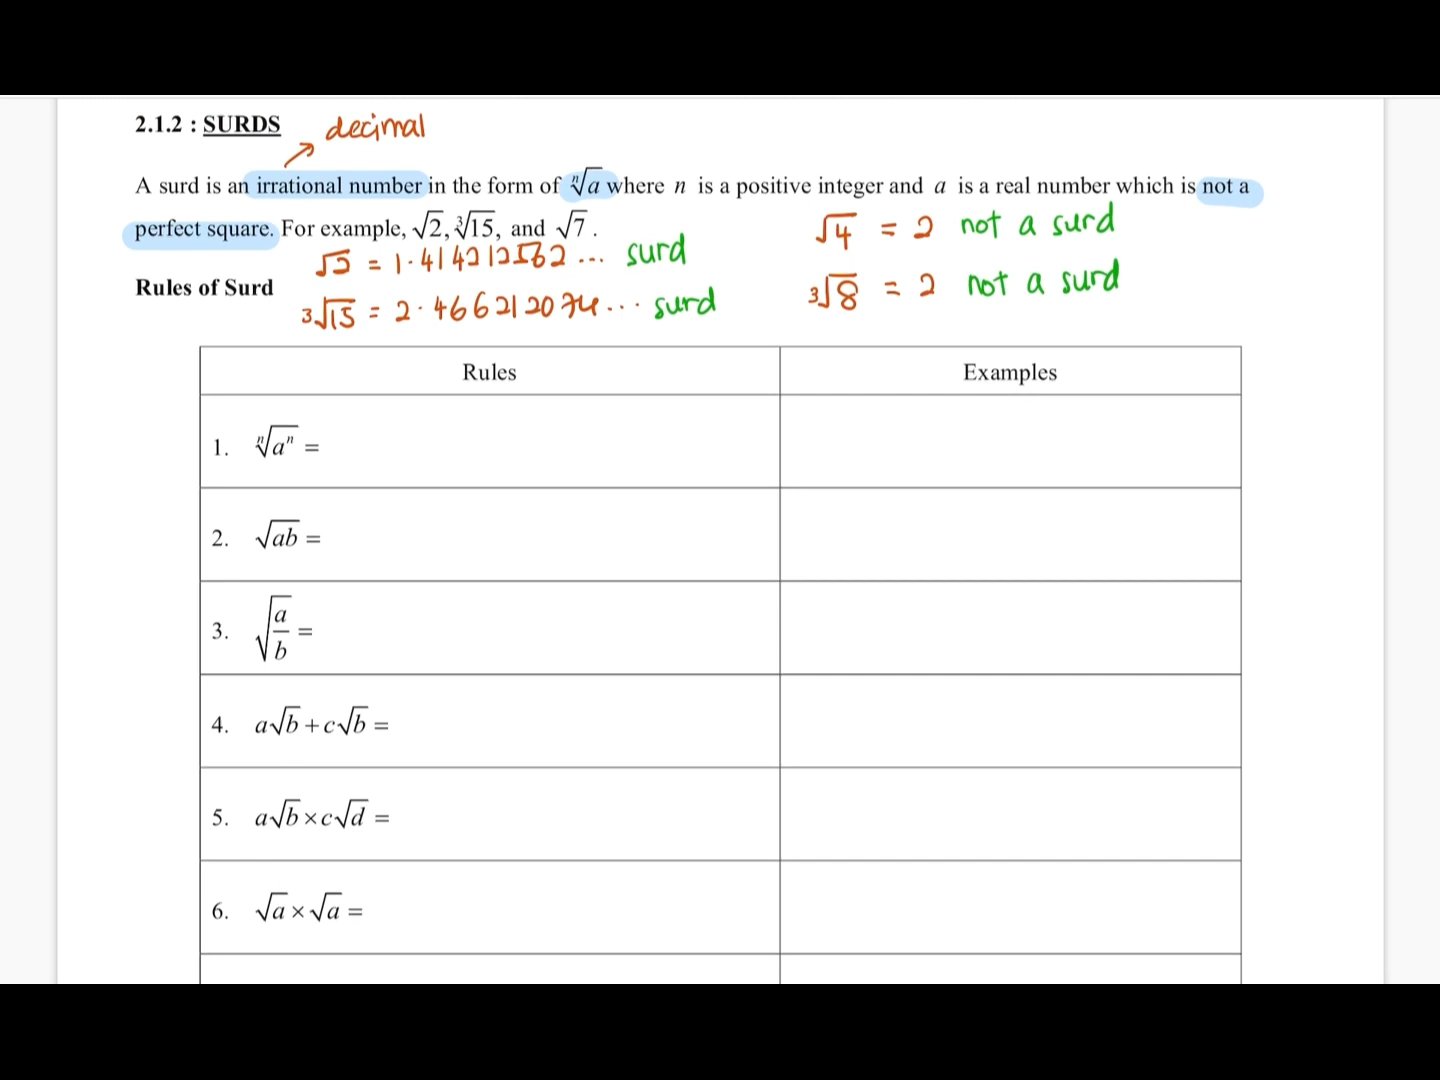 2.1.2 : SURDS
decimal
A surd is an irrational number in the form of ⁿ√a where n is a positive integer and a is a real number which is not a
perfect square. For example, √2, ³√15, and √7 .
√4 = 2 not a surd
√2 = 1.414213562 ... surd
Rules of Surd
³√8 = 2 not a surd
³√15 = 2.466212074... surd
Rules
Examples
1. ⁿ√aⁿ =
2. √ab =
3. √a/b =
4. a√b + c√b =
5. a√b × c√d =
6. √a × √a =